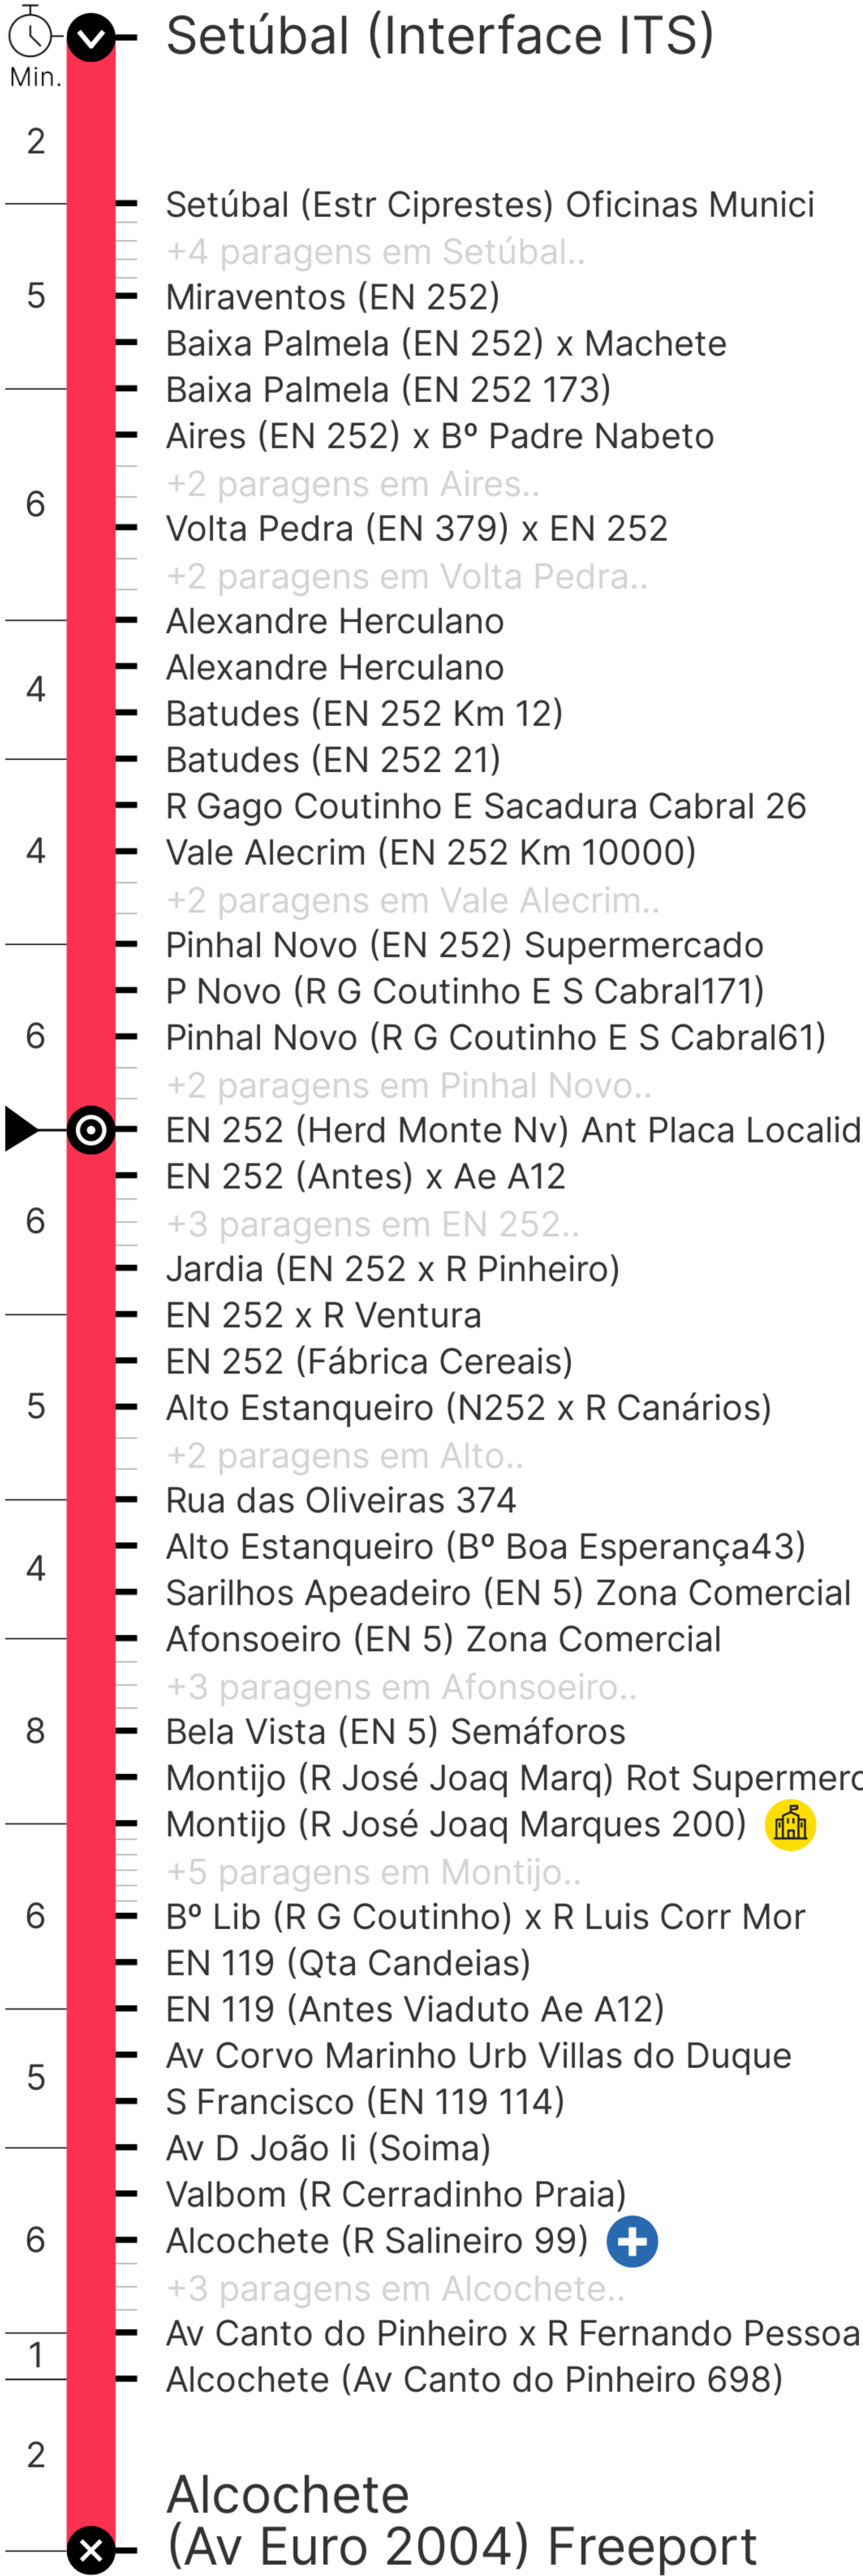 Setúbal (Interface ITS)
Min.
2
Setúbal (Estr Ciprestes) Oficinas Munici
+4 paragens em Setúbal..
5
Miraventos (EN 252)
Baixa Palmela (EN 252) x Machete
Baixa Palmela (EN 252 173)
Aires (EN 252) x Bº Padre Nabeto
+2 paragens em Aires..
6
Volta Pedra (EN 379) x EN 252
+2 paragens em Volta Pedra..
Alexandre Herculano
Alexandre Herculano
4
Batudes (EN 252 Km 12)
Batudes (EN 252 21)
R Gago Coutinho E Sacadura Cabral 26
4
Vale Alecrim (EN 252 Km 10000)
+2 paragens em Vale Alecrim..
Pinhal Novo (EN 252) Supermercado
P Novo (R G Coutinho E S Cabral171)
6
Pinhal Novo (R G Coutinho E S Cabral61)
+2 paragens em Pinhal Novo..
EN 252 (Herd Monte Nv) Ant Placa Localid
EN 252 (Antes) x Ae A12
6
+3 paragens em EN 252..
Jardia (EN 252 x R Pinheiro)
EN 252 x R Ventura
EN 252 (Fábrica Cereais)
5
Alto Estanqueiro (N252 x R Canários)
+2 paragens em Alto..
Rua das Oliveiras 374
Alto Estanqueiro (Bº Boa Esperança43)
4
Sarilhos Apeadeiro (EN 5) Zona Comercial
Afonsoeiro (EN 5) Zona Comercial
+3 paragens em Afonsoeiro..
8
Bela Vista (EN 5) Semáforos
Montijo (R José Joaq Marq) Rot Supermerc
Montijo (R José Joaq Marques 200)
+5 paragens em Montijo..
6
Bº Lib (R G Coutinho) x R Luis Corr Mor
EN 119 (Qta Candeias)
EN 119 (Antes Viaduto Ae A12)
Av Corvo Marinho Urb Villas do Duque
5
S Francisco (EN 119 114)
Av D João Ii (Soima)
Valbom (R Cerradinho Praia)
6
Alcochete (R Salineiro 99)
+3 paragens em Alcochete..
Av Canto do Pinheiro x R Fernando Pessoa
1
Alcochete (Av Canto do Pinheiro 698)
2
Alcochete
(Av Euro 2004) Freeport